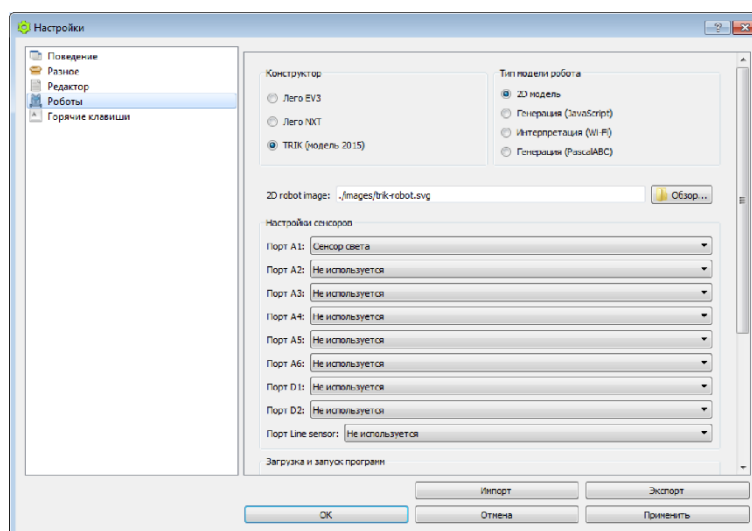 Настройки
Поведение
Разное
Редактор
Роботы
Горячие клавиши
Конструктор
Лего EV3
Лего NXT
TRIK (модель 2015)
Тип модели робота
2D модель
Генерация (JavaScript)
Интерпретация (Wi-Fi)
Генерация (PascalABC)
2D robot image: ./images/trik-robot.svg Обзор...
Настройки сенсоров
Порт A1: Сенсор света
Порт A2: Не используется
Порт A3: Не используется
Порт A4: Не используется
Порт A5: Не используется
Порт A6: Не используется
Порт D1: Не используется
Порт D2: Не используется
Порт Line sensor: Не используется
Загрузка и запуск программ
Импорт Экспорт
OK Отмена Применить